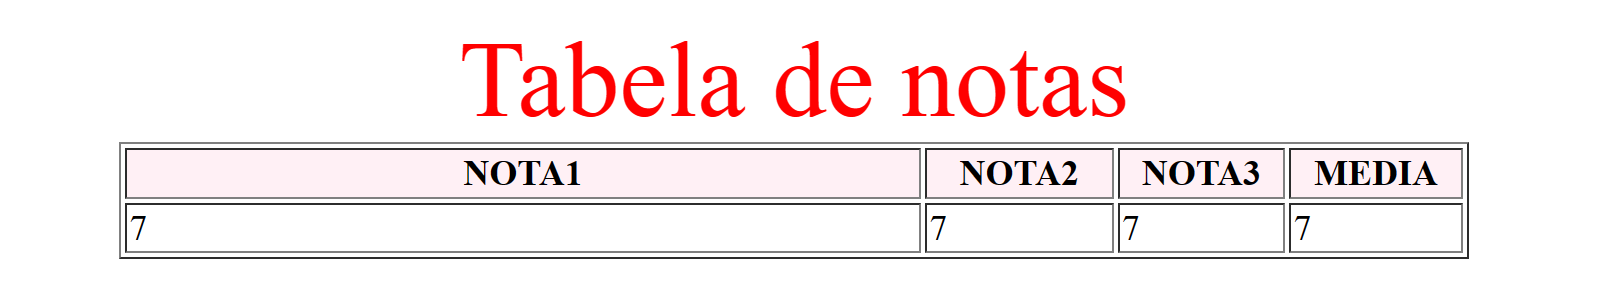 Tabela de notas
NOTA1 NOTA2 NOTA3 MEDIA
7 7 7 7